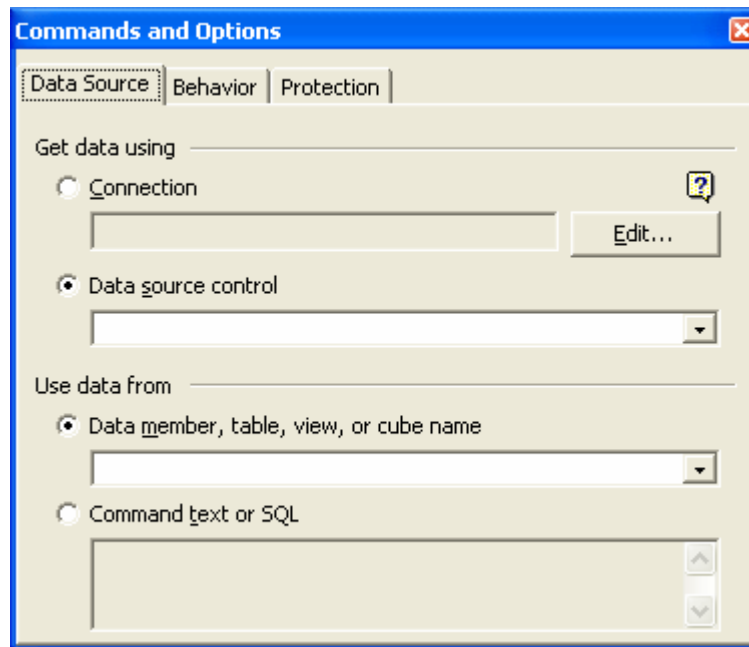 Commands and Options
Data Source Behavior Protection
Get data using
Connection
Edit...
Data source control
Use data from
Data member, table, view, or cube name
Command text or SQL